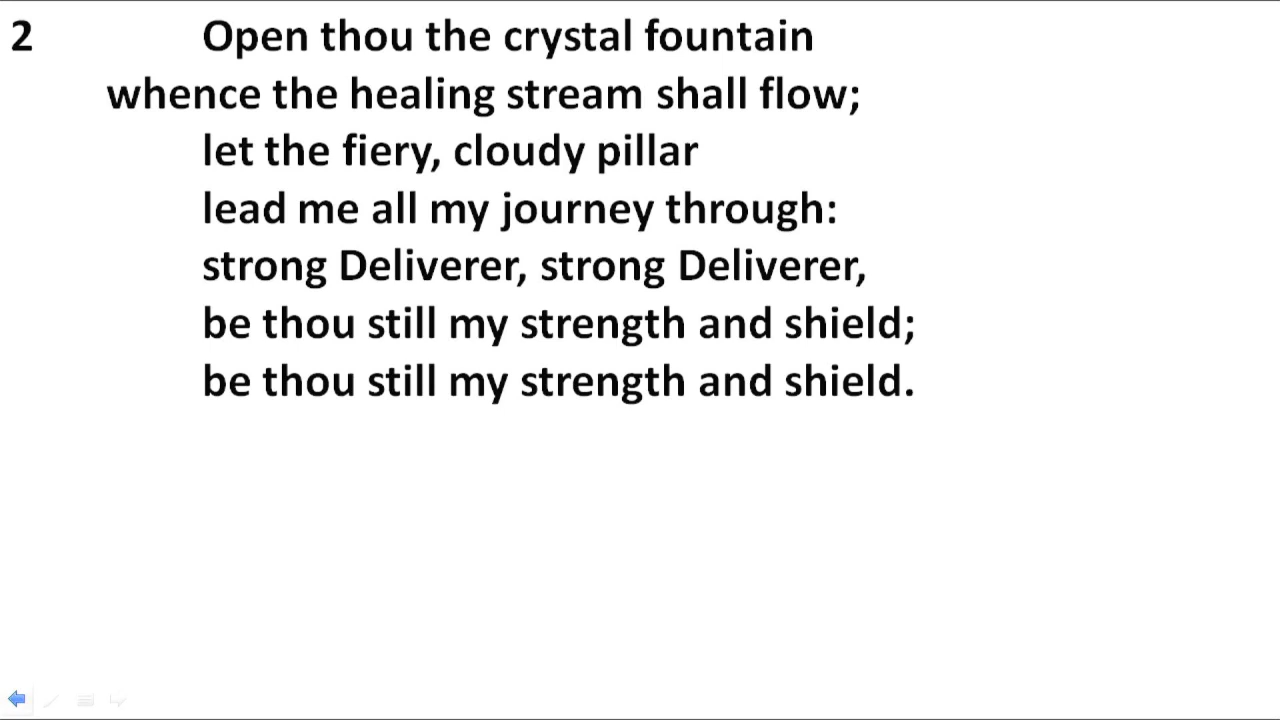 2 Open thou the crystal fountain
whence the healing stream shall flow;
let the fiery, cloudy pillar
lead me all my journey through:
strong Deliverer, strong Deliverer,
be thou still my strength and shield;
be thou still my strength and shield.